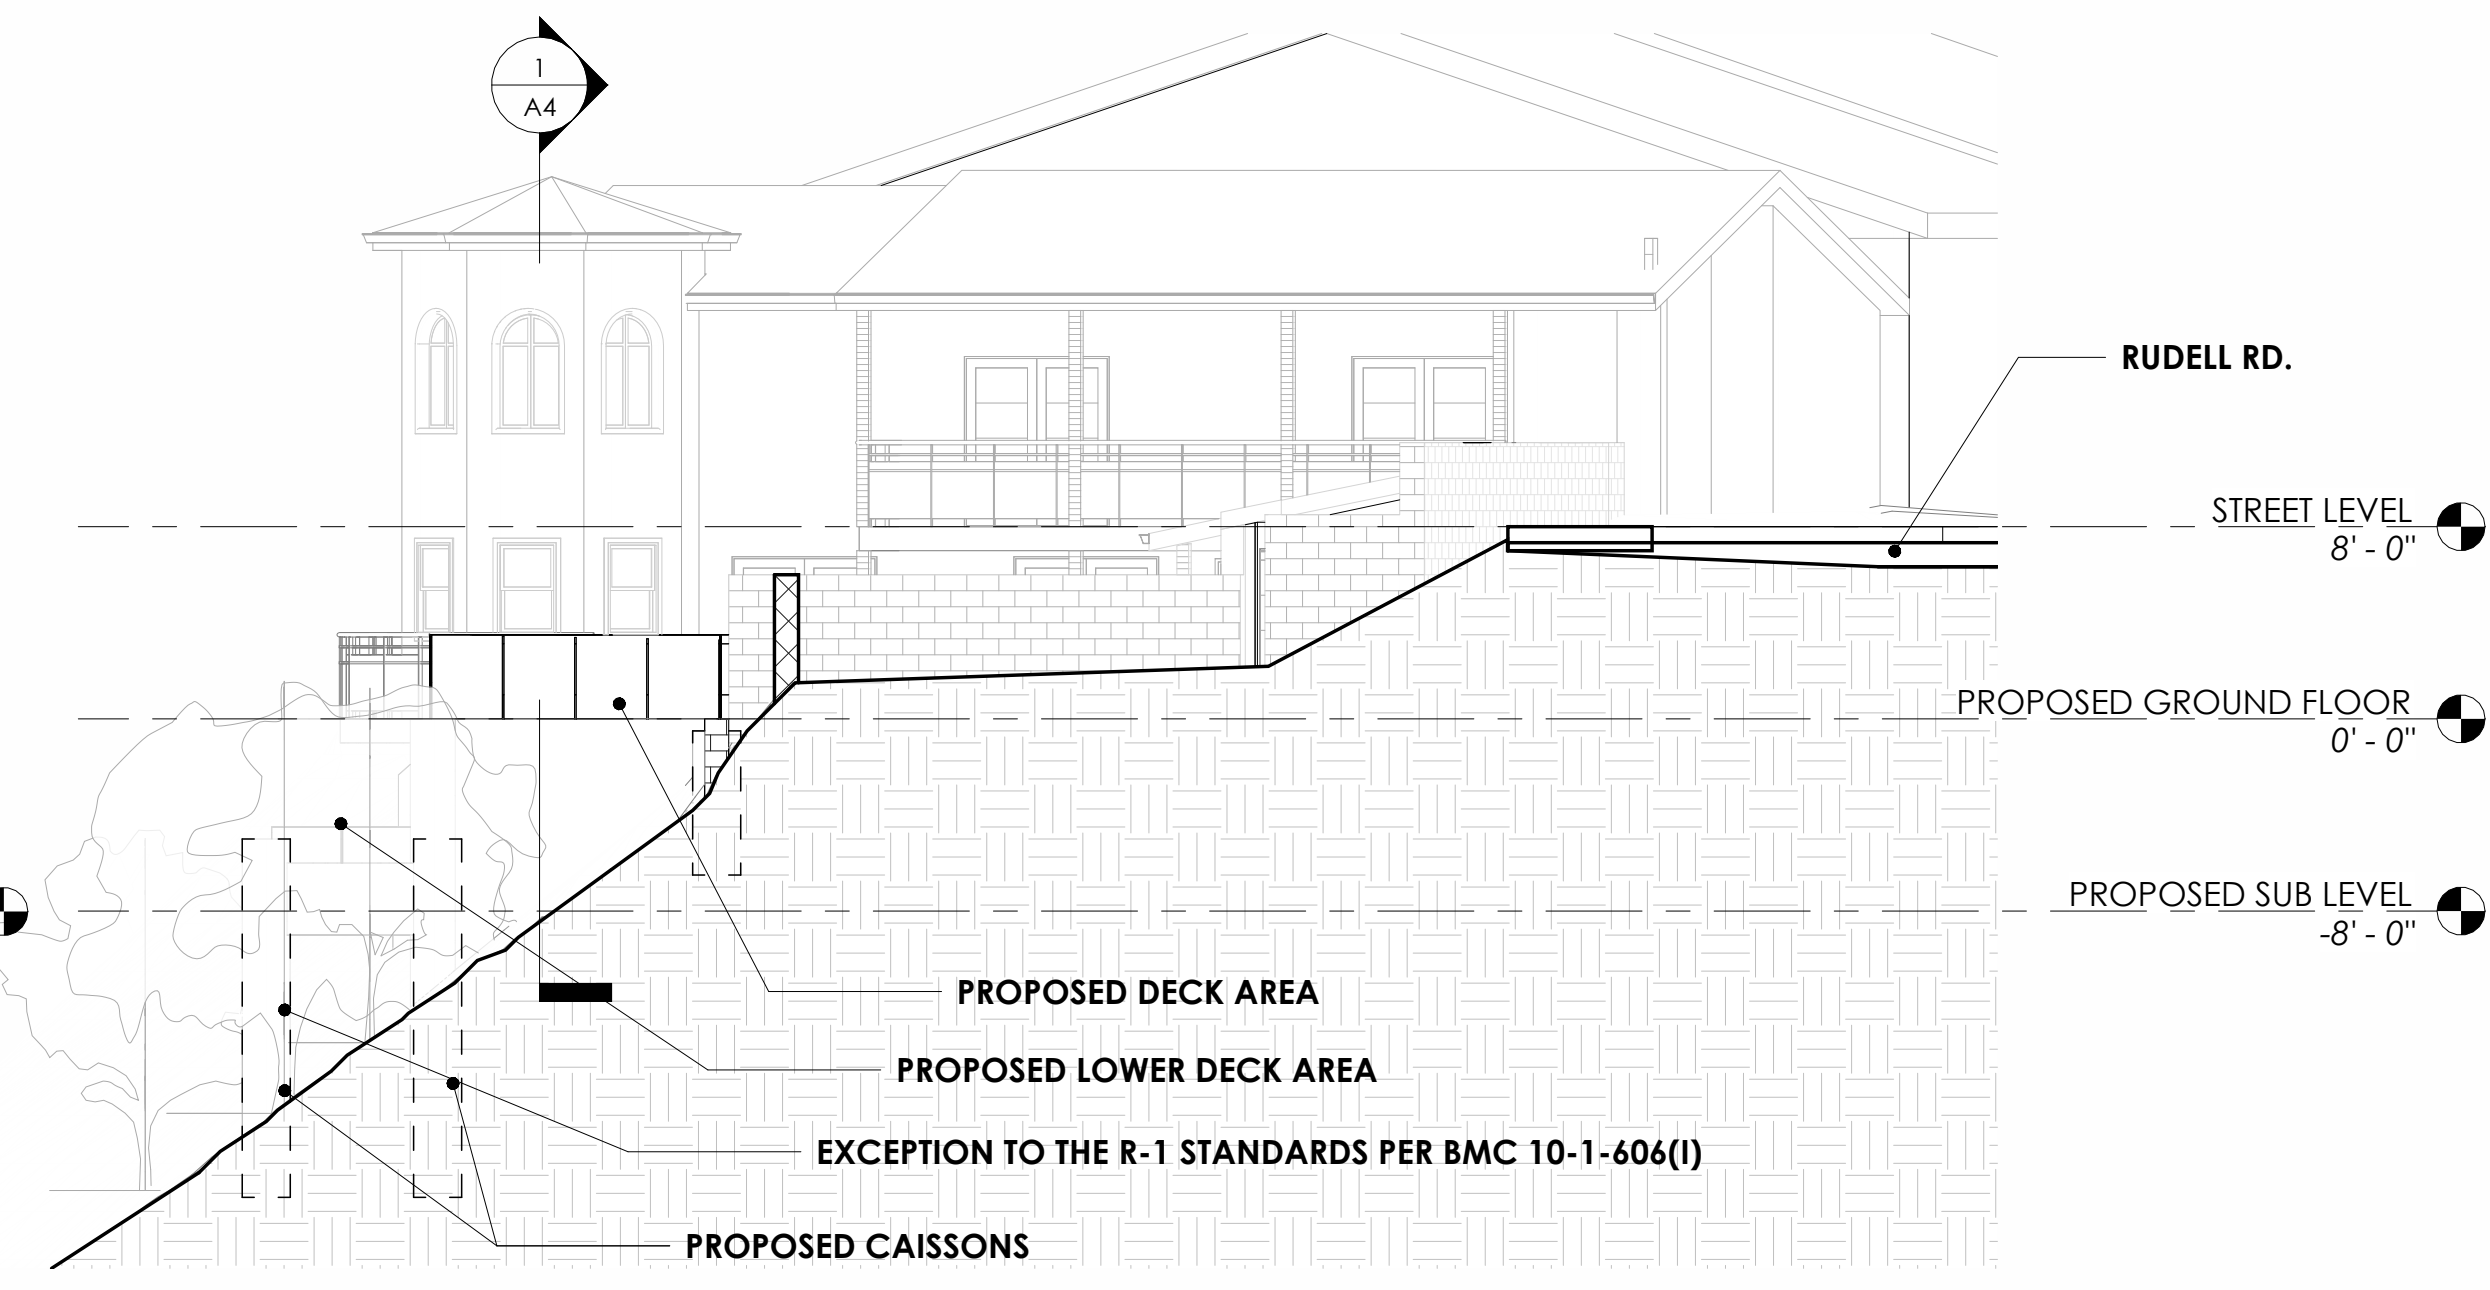 1
A4
RUDELL RD.
STREET LEVEL
8' - 0"
PROPOSED GROUND FLOOR
0' - 0"
PROPOSED SUB LEVEL
-8' - 0"
PROPOSED DECK AREA
PROPOSED LOWER DECK AREA
EXCEPTION TO THE R-1 STANDARDS PER BMC 10-1-606(I)
PROPOSED CAISSONS